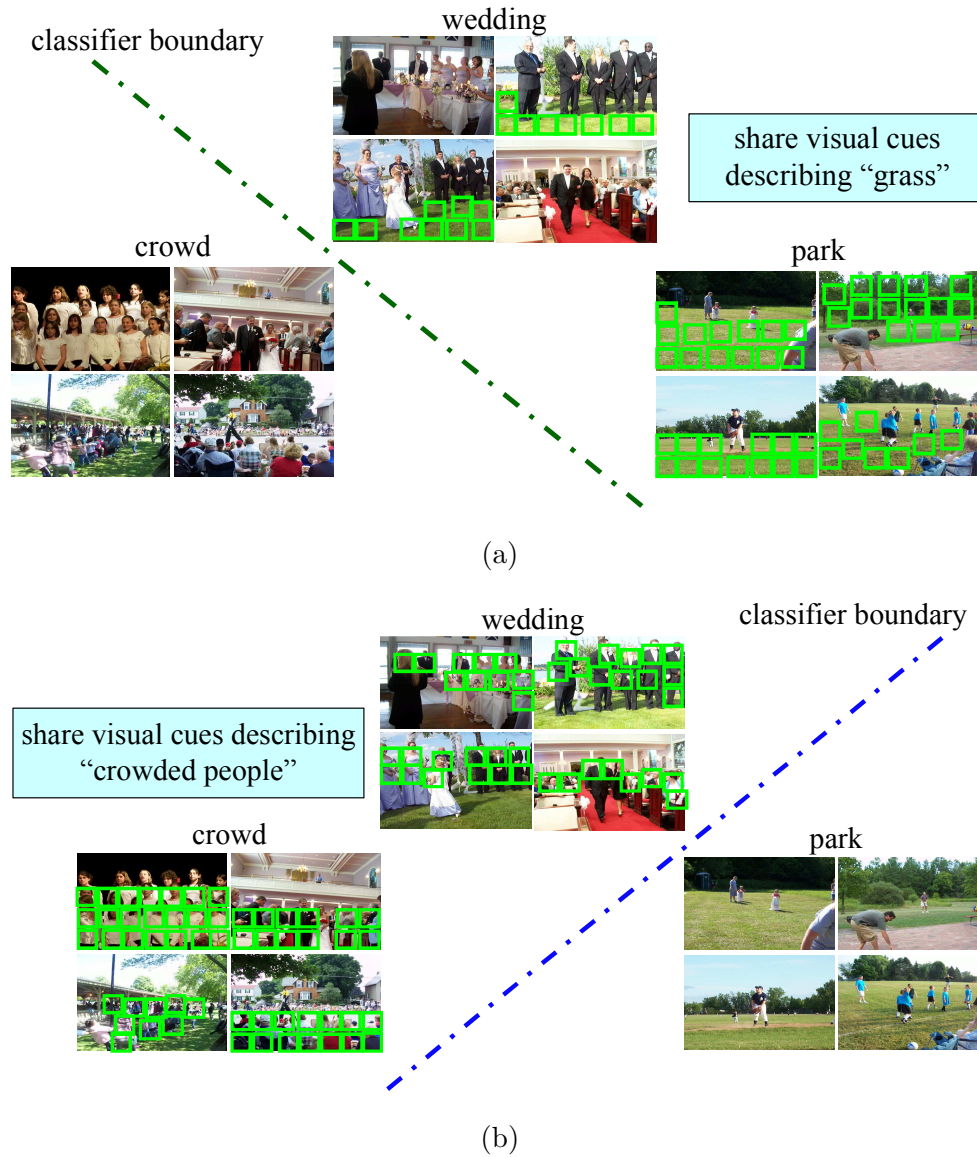 wedding
classifier boundary
share visual cues
describing “grass”
crowd
park
(a)
wedding
classifier boundary
share visual cues describing
“crowded people”
crowd
park
(b)